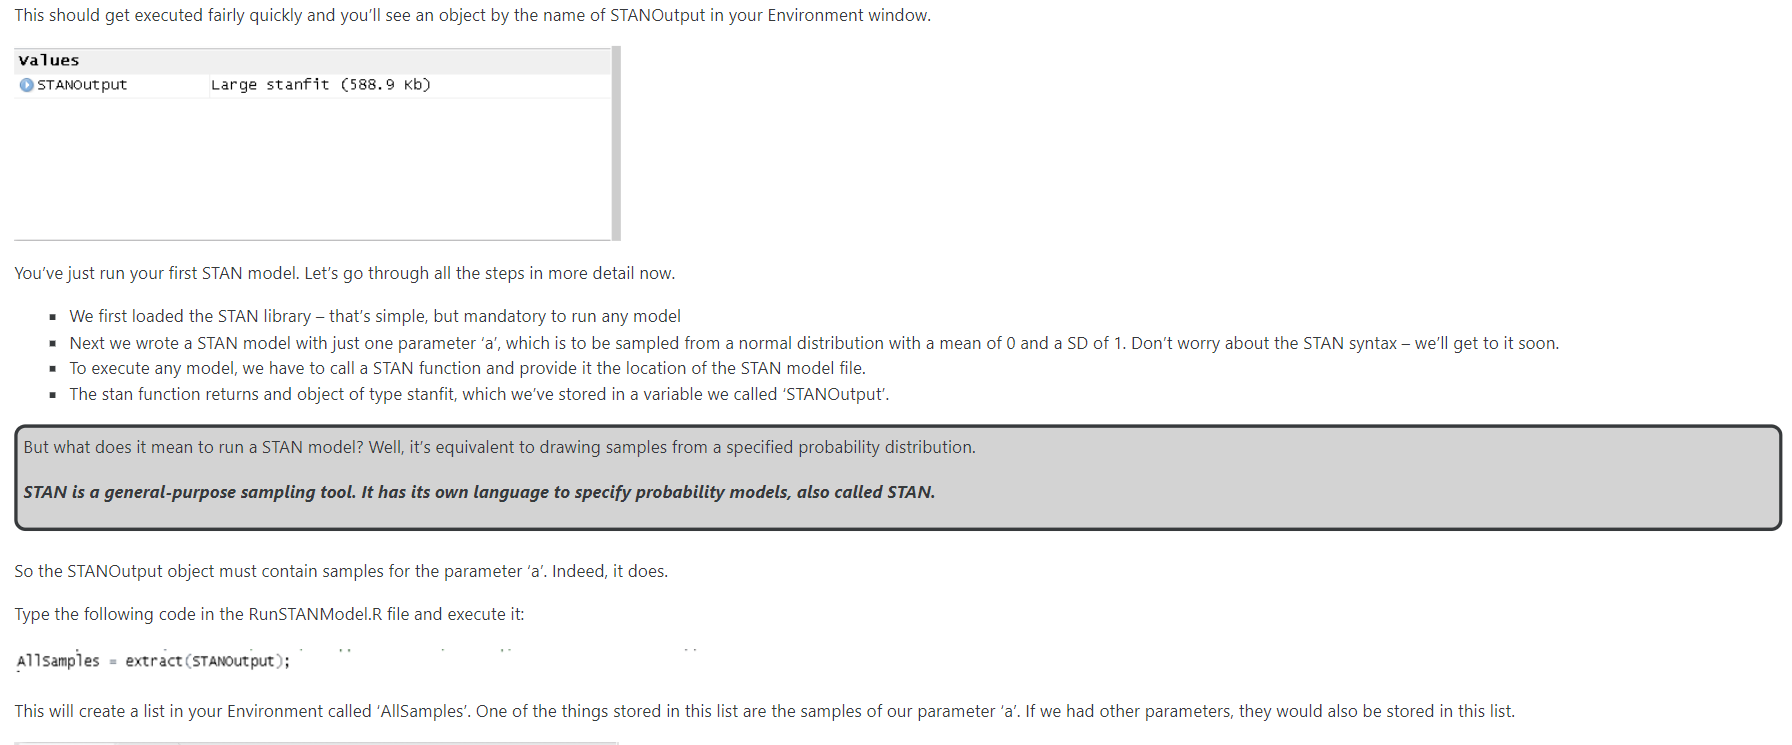 This should get executed fairly quickly and you’ll see an object by the name of STANOutput in your Environment window.
Values
STANOutput Large stanfit (588.9 Kb)
You’ve just run your first STAN model. Let’s go through all the steps in more detail now.
▪ We first loaded the STAN library – that’s simple, but mandatory to run any model
▪ Next we wrote a STAN model with just one parameter ‘a’, which is to be sampled from a normal distribution with a mean of 0 and a SD of 1. Don’t worry about the STAN syntax – we’ll get to it soon.
▪ To execute any model, we have to call a STAN function and provide it the location of the STAN model file.
▪ The stan function returns and object of type stanfit, which we’ve stored in a variable we called ‘STANOutput’.
But what does it mean to run a STAN model? Well, it’s equivalent to drawing samples from a specified probability distribution.
STAN is a general-purpose sampling tool. It has its own language to specify probability models, also called STAN.
So the STANOutput object must contain samples for the parameter ‘a’. Indeed, it does.
Type the following code in the RunSTANModel.R file and execute it:
AllSamples = extract(STANOutput);
This will create a list in your Environment called ‘AllSamples’. One of the things stored in this list are the samples of our parameter ‘a’. If we had other parameters, they would also be stored in this list.